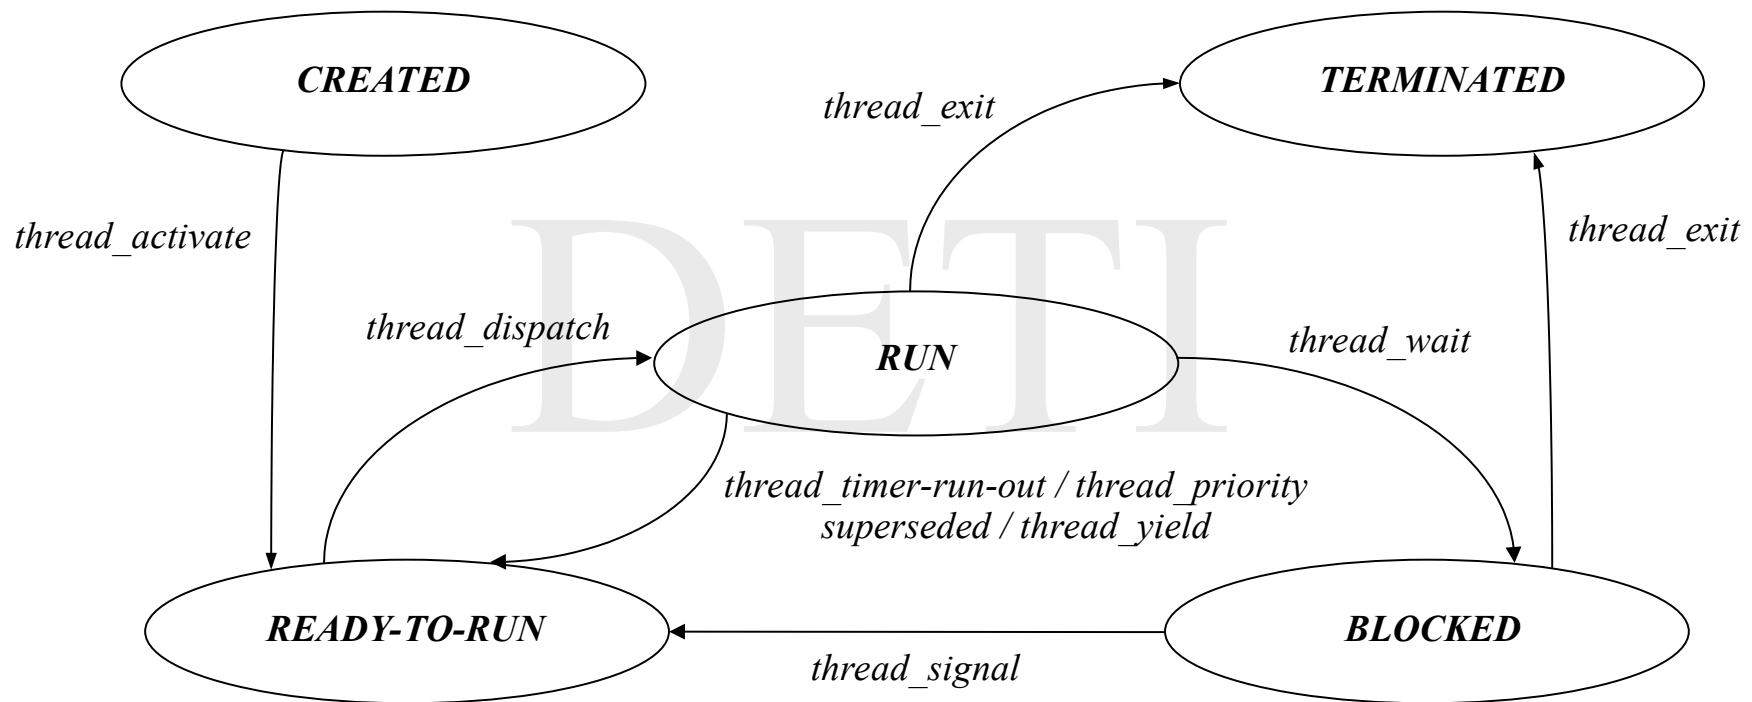 CREATED
TERMINATED
thread_exit
thread_activate
thread_exit
DETI
thread_dispatch
RUN
thread_wait
thread_timer-run-out / thread_priority
superseded / thread_yield
READY-TO-RUN
BLOCKED
thread_signal